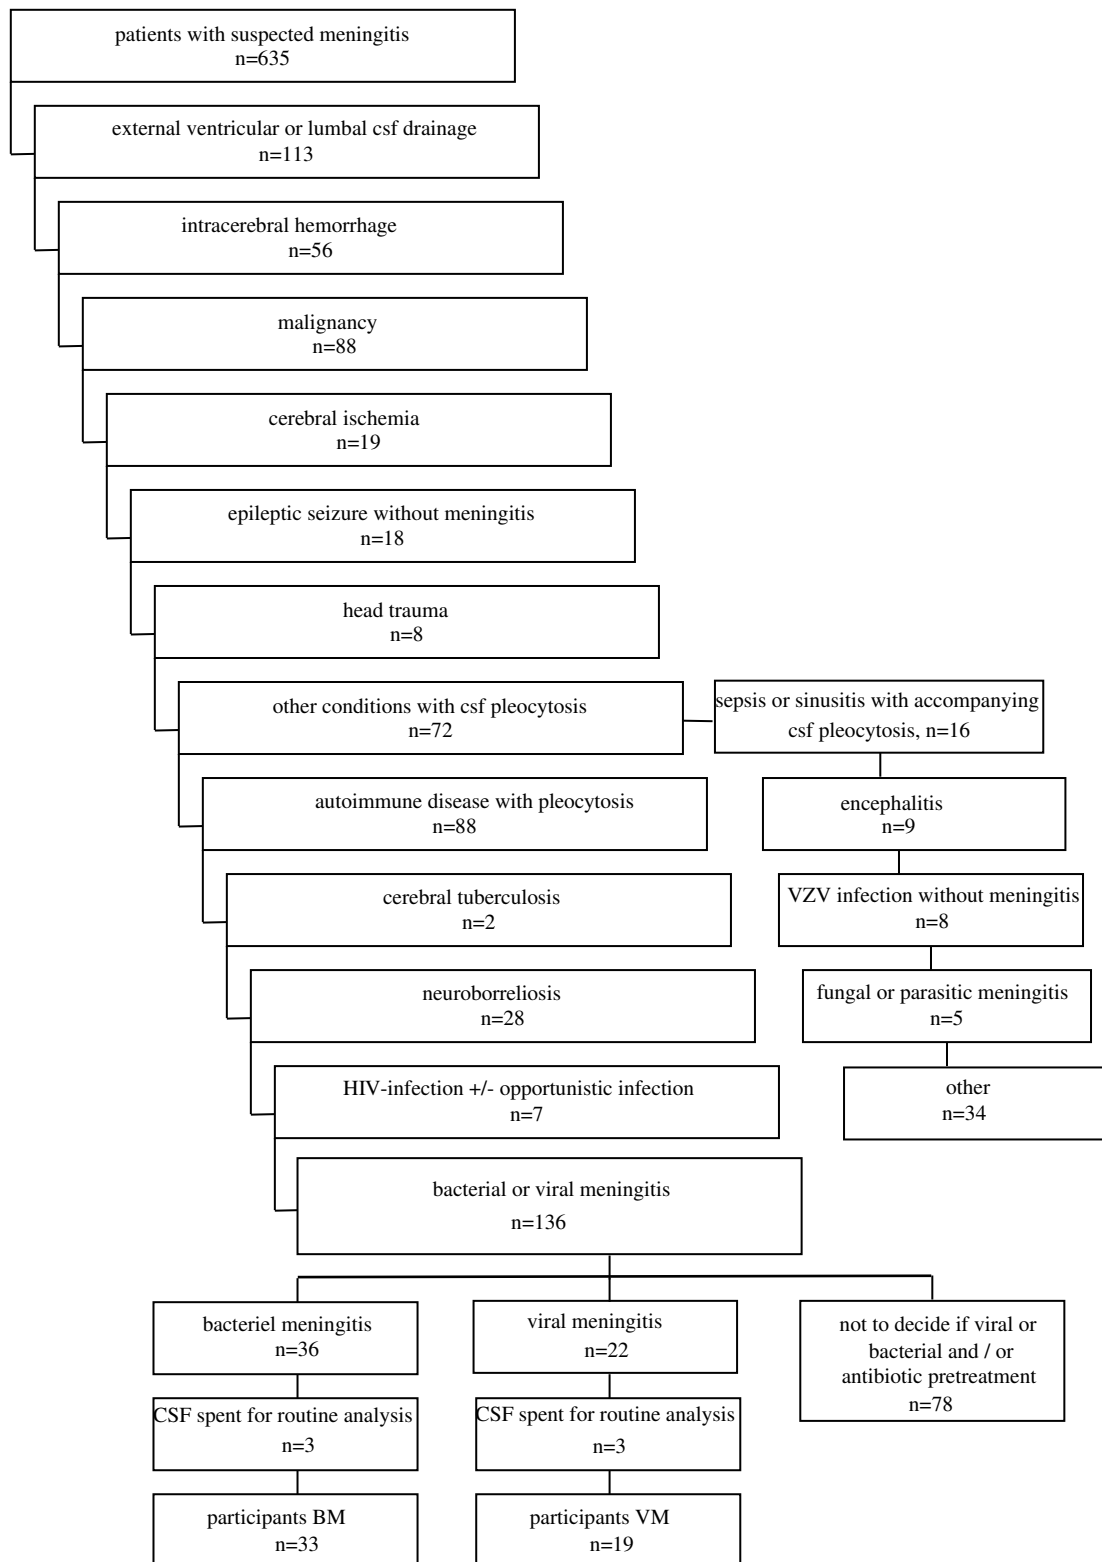 patients with suspected meningitis
n=635
external ventricular or lumbal csf drainage
n=113
intracerebral hemorrhage
n=56
malignancy
n=88
cerebral ischemia
n=19
epileptic seizure without meningitis
n=18
head trauma
n=8
other conditions with csf pleocytosis
n=72
sepsis or sinusitis with accompanying
csf pleocytosis, n=16
autoimmune disease with pleocytosis
n=88
encephalitis
n=9
cerebral tuberculosis
n=2
VZV infection without meningitis
n=8
neuroborreliosis
n=28
fungal or parasitic meningitis
n=5
HIV-infection +/- opportunistic infection
n=7
other
n=34
bacterial or viral meningitis
n=136
bacteriel meningitis
n=36
viral meningitis
n=22
not to decide if viral or
bacterial and / or
antibiotic pretreatment
n=78
CSF spent for routine analysis
n=3
CSF spent for routine analysis
n=3
participants BM
n=33
participants VM
n=19